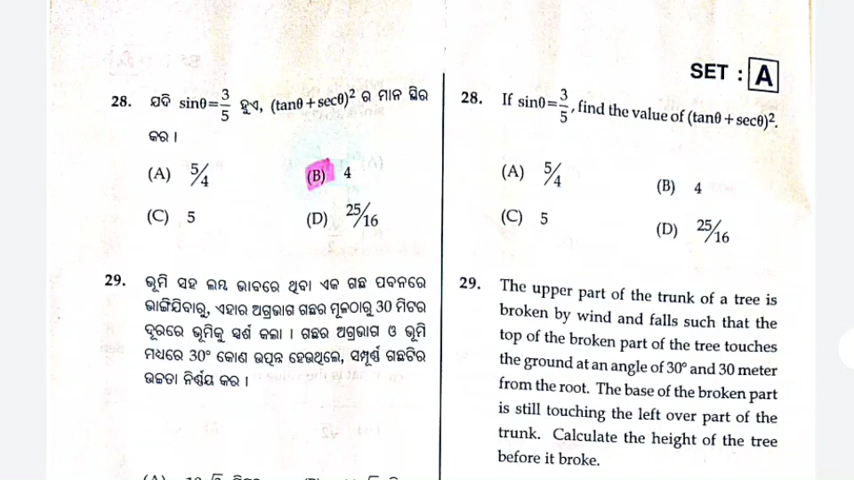 SET : A
28. ଯଦି sinθ=3/5 ହୁଏ, (tanθ+secθ)² ର ମାନ ସ୍ଥିର
କର ।
(A) 5/4 (B) 4
(C) 5 (D) 25/16
29. ଭୂମି ସହ ଲମ୍ବ ଭାବରେ ଥିବା ଏକ ଗଛ ପବନରେ
ଭାଙ୍ଗିଯିବାରୁ, ଏହାର ଅଗ୍ରଭାଗ ଗଛର ମୂଳଠାରୁ 30 ମିଟର
ଦୂରରେ ଭୂମିକୁ ସ୍ପର୍ଶ କଲା । ଗଛର ଅଗ୍ରଭାଗ ଓ ଭୂମି
ମଧ୍ୟରେ 30° କୋଣ ଉତ୍ପନ୍ନ ହେଉଥିଲେ, ସମ୍ପୂର୍ଣ୍ଣ ଗଛଟିର
ଉଚ୍ଚତା ନିର୍ଣ୍ଣୟ କର ।
28. If sinθ=3/5, find the value of (tanθ+secθ)².
(A) 5/4 (B) 4
(C) 5 (D) 25/16
29. The upper part of the trunk of a tree is
broken by wind and falls such that the
top of the broken part of the tree touches
the ground at an angle of 30° and 30 meter
from the root. The base of the broken part
is still touching the left over part of the
trunk. Calculate the height of the tree
before it broke.